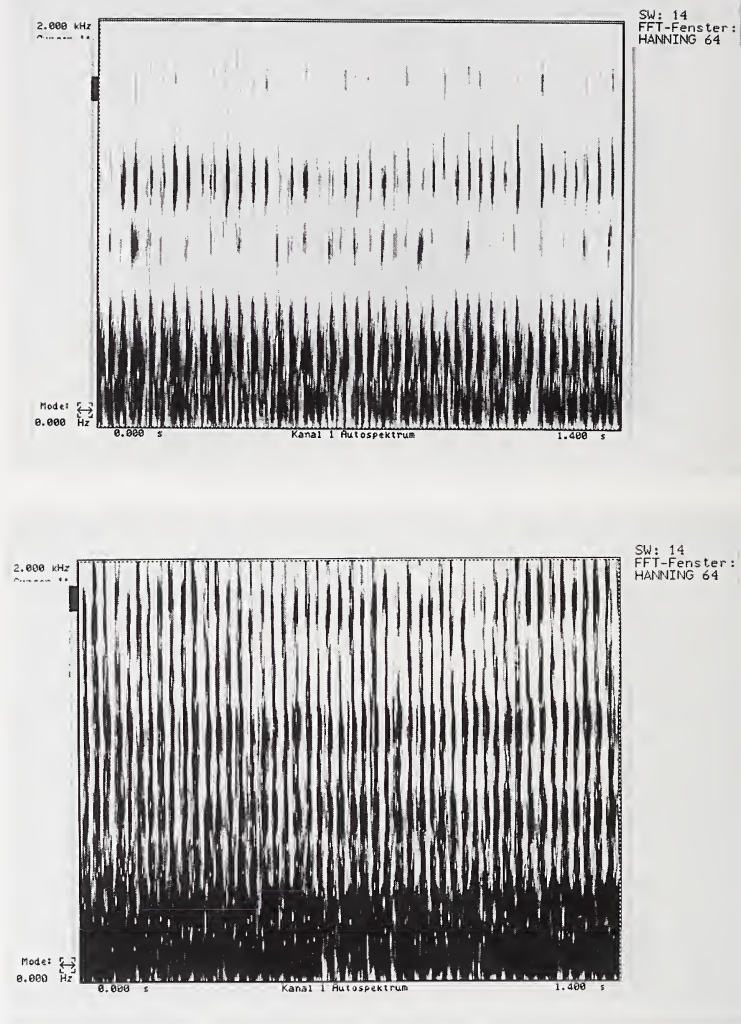 SW: 14
FFT-Fenster:
HANNING 64
2.000 kHz
Mode:
0.000 Hz
0.000 s
Kanal 1 Autospektrum
1.400 s
SW: 14
FFT-Fenster:
HANNING 64
2.000 kHz
Mode:
0.000 Hz
0.000 s
Kanal 1 Autospektrum
1.400 s